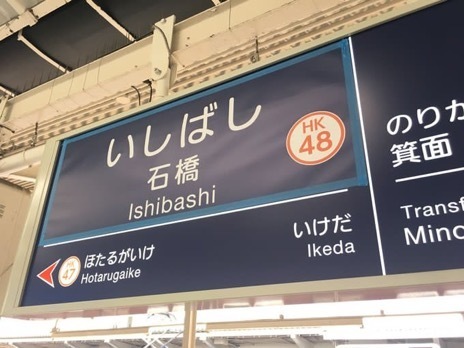 いしばし
石橋
Ishibashi
HK
48
HK
47
ほたるがいけ
Hotarugaike
いけだ
Ikeda
のりか
箕面
Transf
Mino